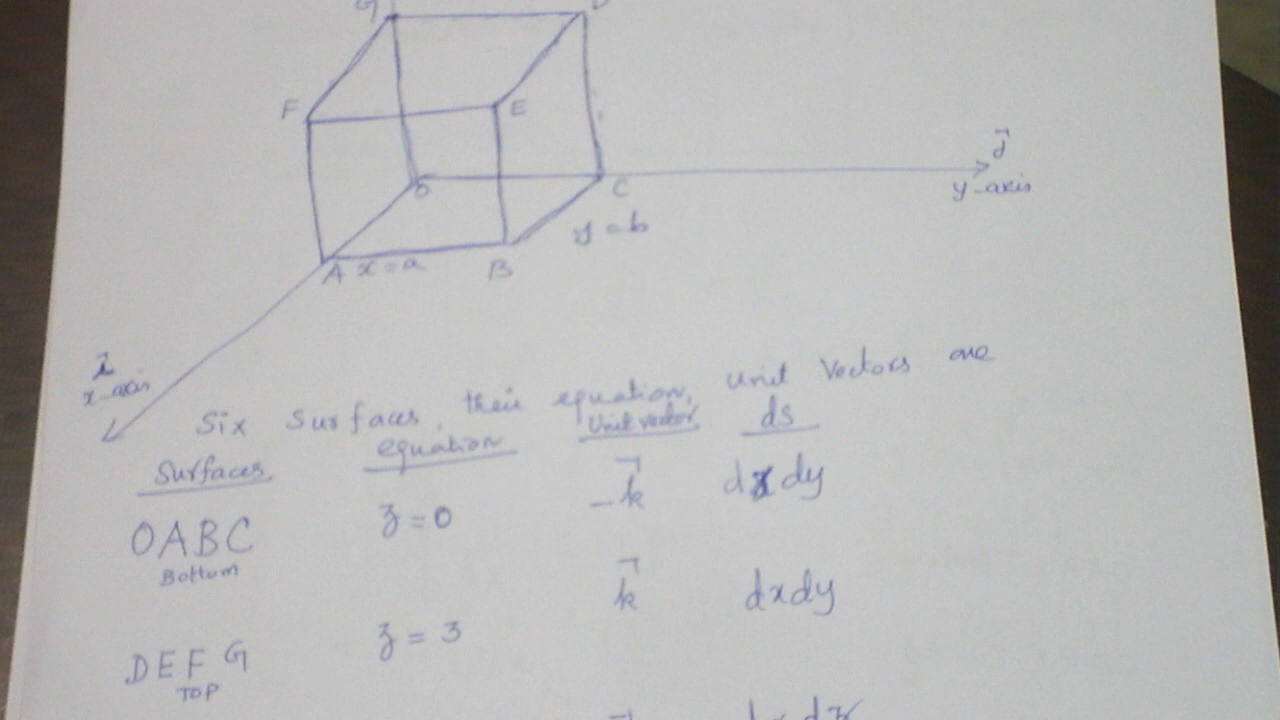 G D
F E
O C
j⃗
y-axis
y = b
A x = a B
i⃗
x-axis
Six Surfaces, their equation, unit vectors are
Surfaces equation Unit vector ds
OABC z = 0 -k⃗ dxdy
Bottom
DEFG z = 3 k⃗ dxdy
TOP